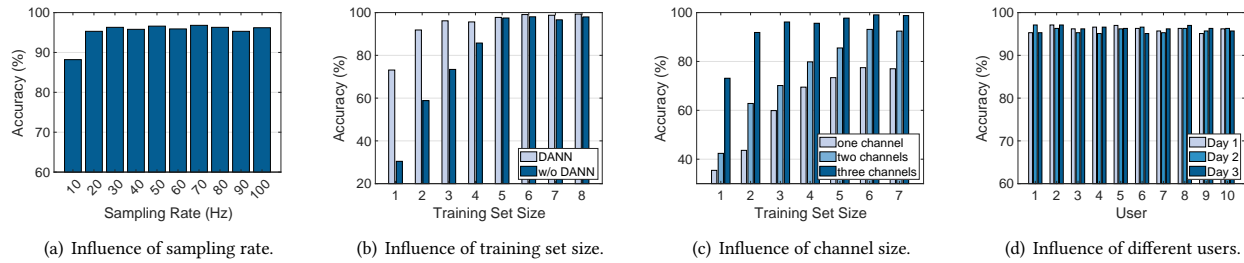 100
90
80
70
60
Accuracy (%)
10 20 30 40 50 60 70 80 90 100
Sampling Rate (Hz)
(a) Influence of sampling rate.
100
80
60
40
20
Accuracy (%)
DANN
w/o DANN
1 2 3 4 5 6 7 8
Training Set Size
(b) Influence of training set size.
100
80
60
40
Accuracy (%)
one channel
two channels
three channels
1 2 3 4 5 6 7
Training Set Size
(c) Influence of channel size.
100
90
80
70
60
Accuracy (%)
Day 1
Day 2
Day 3
1 2 3 4 5 6 7 8 9 10
User
(d) Influence of different users.